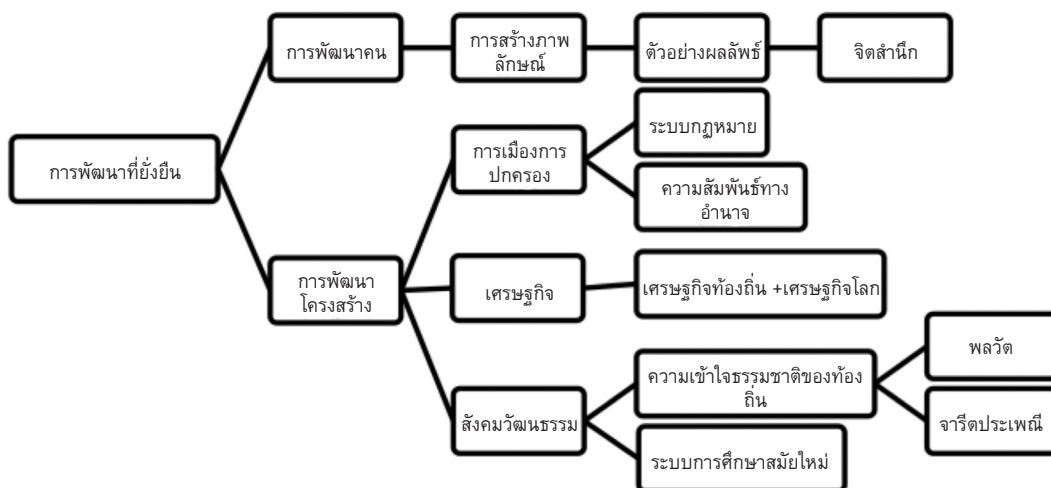 การพัฒนาคน
การสร้างภาพ
ลักษณ์
ตัวอย่างผลลัพธ์
จิตสำนึก
การพัฒนาที่ยั่งยืน
การเมืองการ
ปกครอง
ระบบกฏหมาย
ความสัมพันธ์ทาง
อำนาจ
การพัฒนา
โครงสร้าง
เศรษฐกิจ
เศรษฐกิจท้องถิ่น +เศรษฐกิจโลก
สังคมวัฒนธรรม
ความเข้าใจธรรมชาติของท้อง
ถิ่น
พลวัต
จารีตประเพณี
ระบบการศึกษาสมัยใหม่